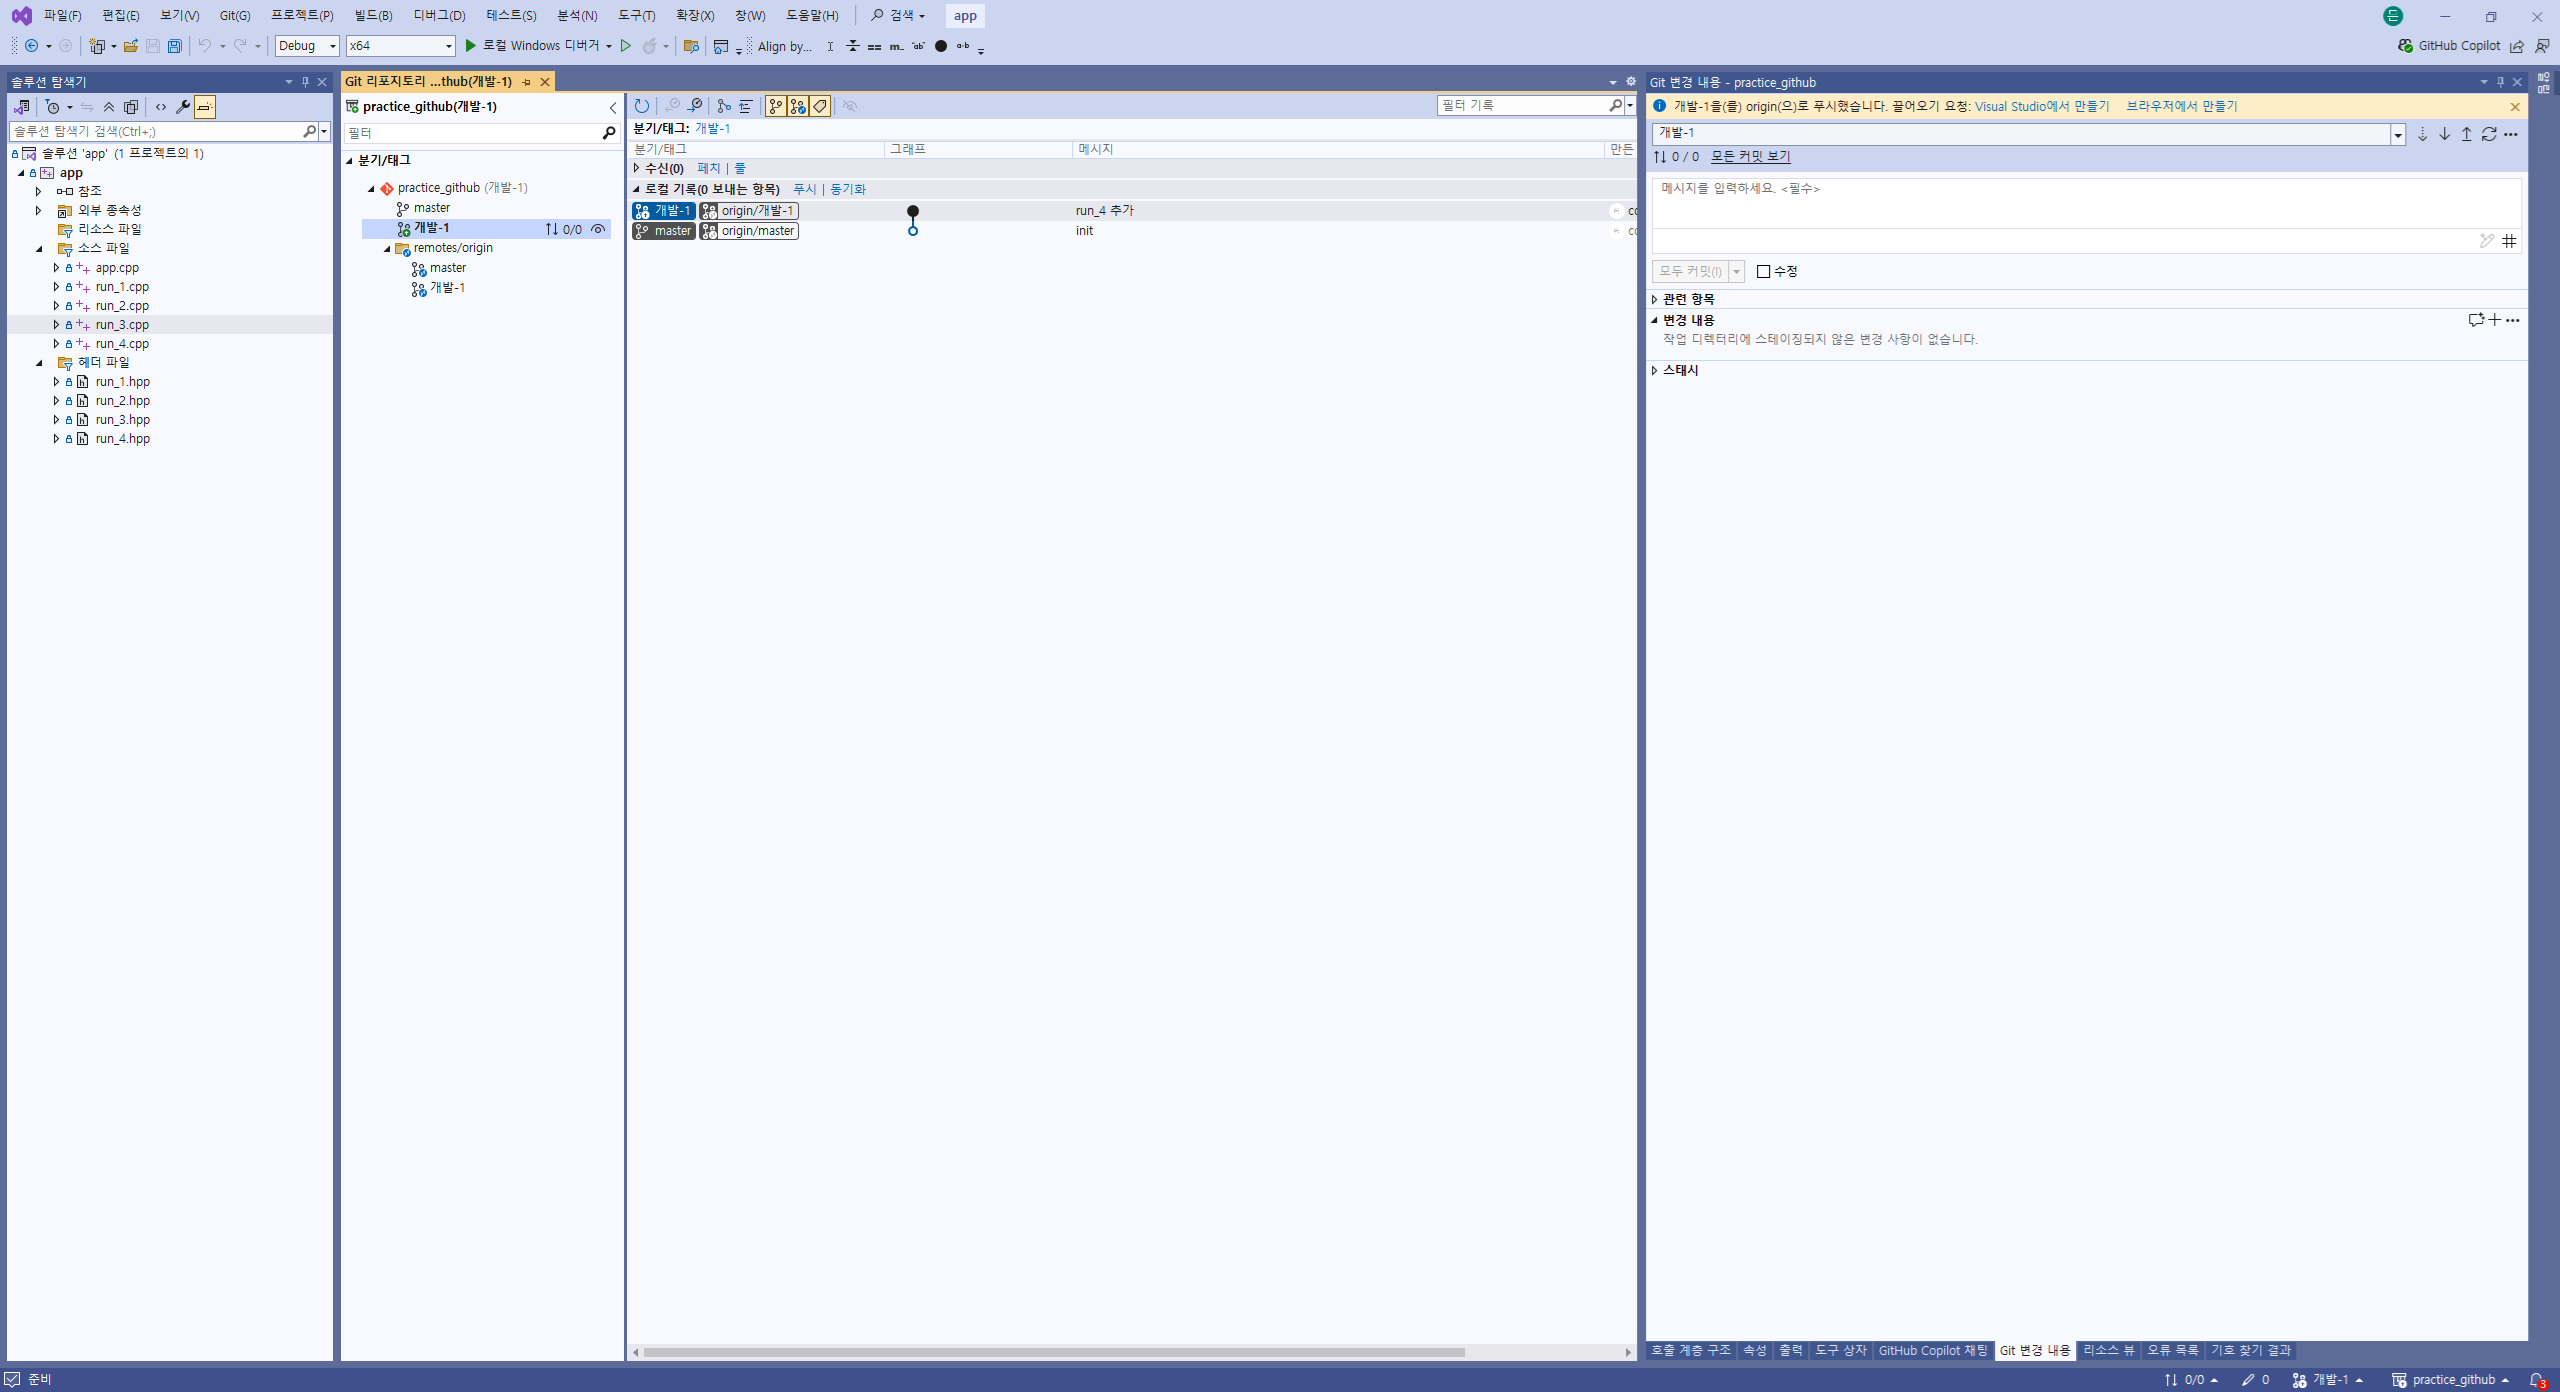 파일(F) 편집(E) 보기(V) Git(G) 프로젝트(P) 빌드(B) 디버그(D) 테스트(S) 분석(N) 도구(T) 확장(X) 창(W) 도움말(H) 검색 app 든
Debug x64 로컬 Windows 디버거 Align by... GitHub Copilot
솔루션 탐색기
솔루션 탐색기 검색(Ctrl+;)
솔루션 'app' (1 프로젝트의 1)
app
참조
외부 종속성
리소스 파일
소스 파일
app.cpp
run_1.cpp
run_2.cpp
run_3.cpp
run_4.cpp
헤더 파일
run_1.hpp
run_2.hpp
run_3.hpp
run_4.hpp
Git 리포지토리 ...thub(개발-1)
practice_github(개발-1)
필터
분기/태그
practice_github (개발-1)
master
개발-1 0/0
remotes/origin
master
개발-1
필터 기록
분기/태그: 개발-1
분기/태그 그래프 메시지 만든
수신(0) 페치 | 풀
로컬 기록(0 보내는 항목) 푸시 | 동기화
개발-1 origin/개발-1 run_4 추가
master origin/master init
Git 변경 내용 - practice_github
개발-1을(를) origin(으)로 푸시했습니다. 끌어오기 요청: Visual Studio에서 만들기 브라우저에서 만들기
개발-1
0 / 0 모든 커밋 보기
메시지를 입력하세요. <필수>
모두 커밋(I) 수정
관련 항목
변경 내용
작업 디렉터리에 스테이징되지 않은 변경 사항이 없습니다.
스태시
호출 계층 구조 속성 출력 도구 상자 GitHub Copilot 채팅 Git 변경 내용 리소스 뷰 오류 목록 기호 찾기 결과
준비 0/0 0 개발-1 practice_github 3